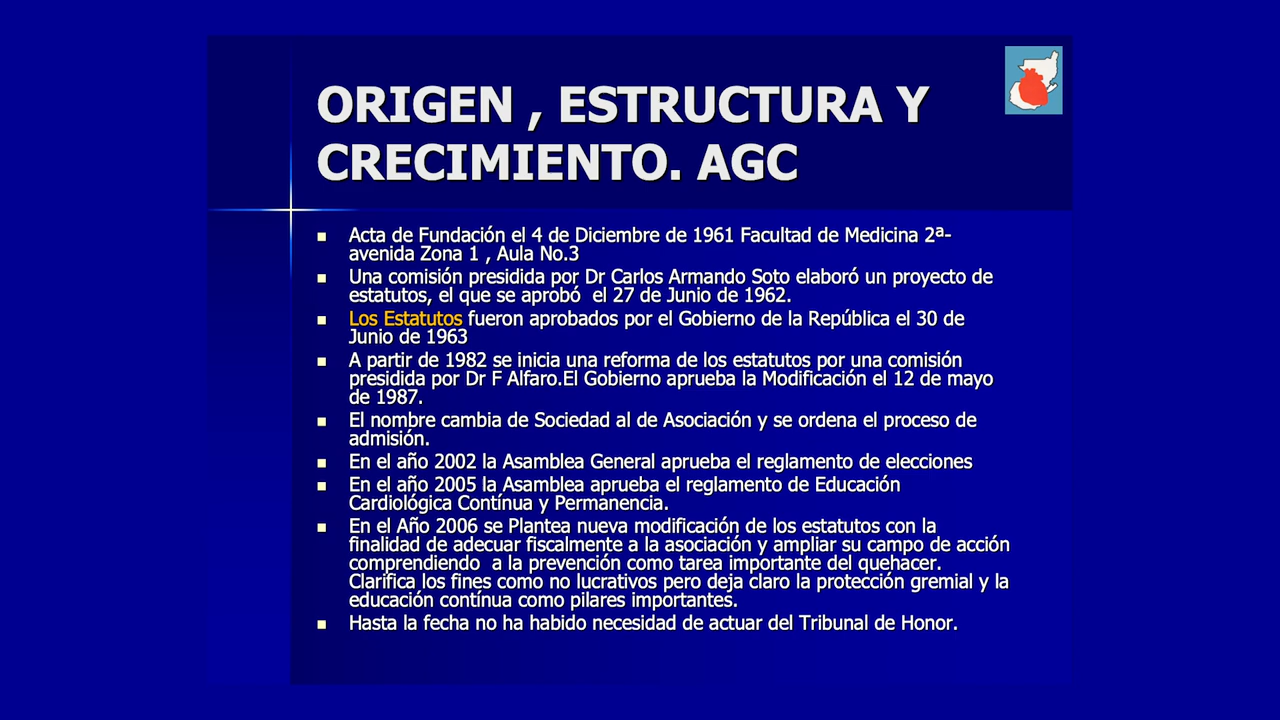 ORIGEN , ESTRUCTURA Y
CRECIMIENTO. AGC
Acta de Fundación el 4 de Diciembre de 1961 Facultad de Medicina 2ª-
avenida Zona 1 , Aula No.3
Una comisión presidida por Dr Carlos Armando Soto elaboró un proyecto de
estatutos, el que se aprobó  el 27 de Junio de 1962.
Los Estatutos fueron aprobados por el Gobierno de la República el 30 de
Junio de 1963
A partir de 1982 se inicia una reforma de los estatutos por una comisión
presidida por Dr F Alfaro.El Gobierno aprueba la Modificación el 12 de mayo
de 1987.
El nombre cambia de Sociedad al de Asociación y se ordena el proceso de
admisión.
En el año 2002 la Asamblea General aprueba el reglamento de elecciones
En el año 2005 la Asamblea aprueba el reglamento de Educación
Cardiológica Contínua y Permanencia.
En el Año 2006 se Plantea nueva modificación de los estatutos con la
finalidad de adecuar fiscalmente a la asociación y ampliar su campo de acción
comprendiendo  a la prevención como tarea importante del quehacer.
Clarifica los fines como no lucrativos pero deja claro la protección gremial y la
educación contínua como pilares importantes.
Hasta la fecha no ha habido necesidad de actuar del Tribunal de Honor.